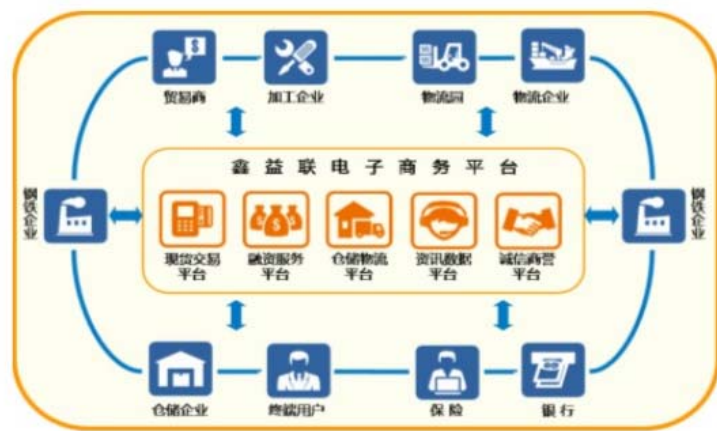 贸易商
加工企业
物流园
物流企业
钢铁企业
鑫益联电子商务平台
钢铁企业
现货交易
平台
融资服务
平台
仓储物流
平台
资讯数据
平台
诚信商誉
平台
仓储企业
终端用户
保险
银行